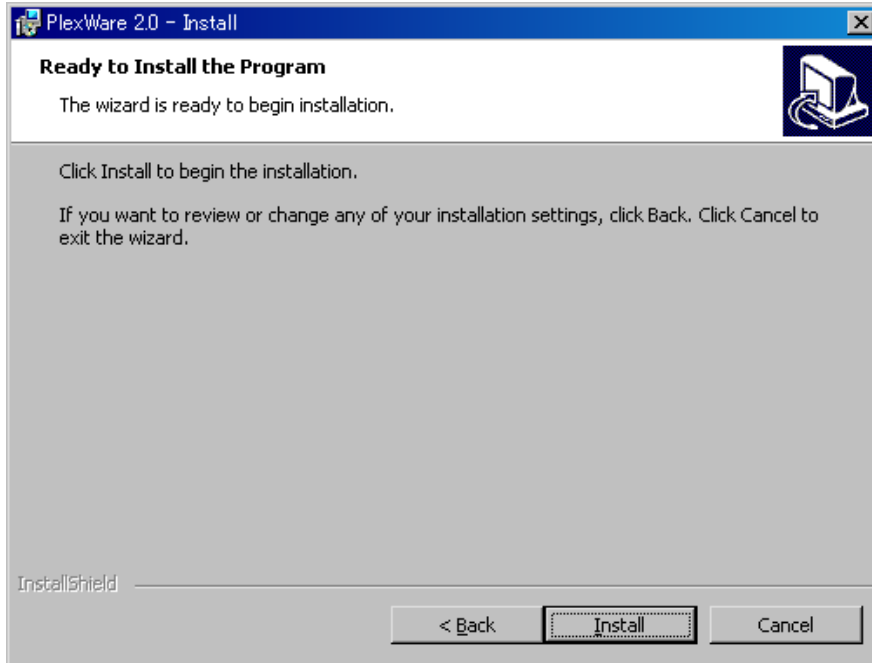 PlexWare 2.0 - Install
Ready to Install the Program
The wizard is ready to begin installation.
Click Install to begin the installation.
If you want to review or change any of your installation settings, click Back. Click Cancel to
exit the wizard.
InstallShield
< Back
Install
Cancel